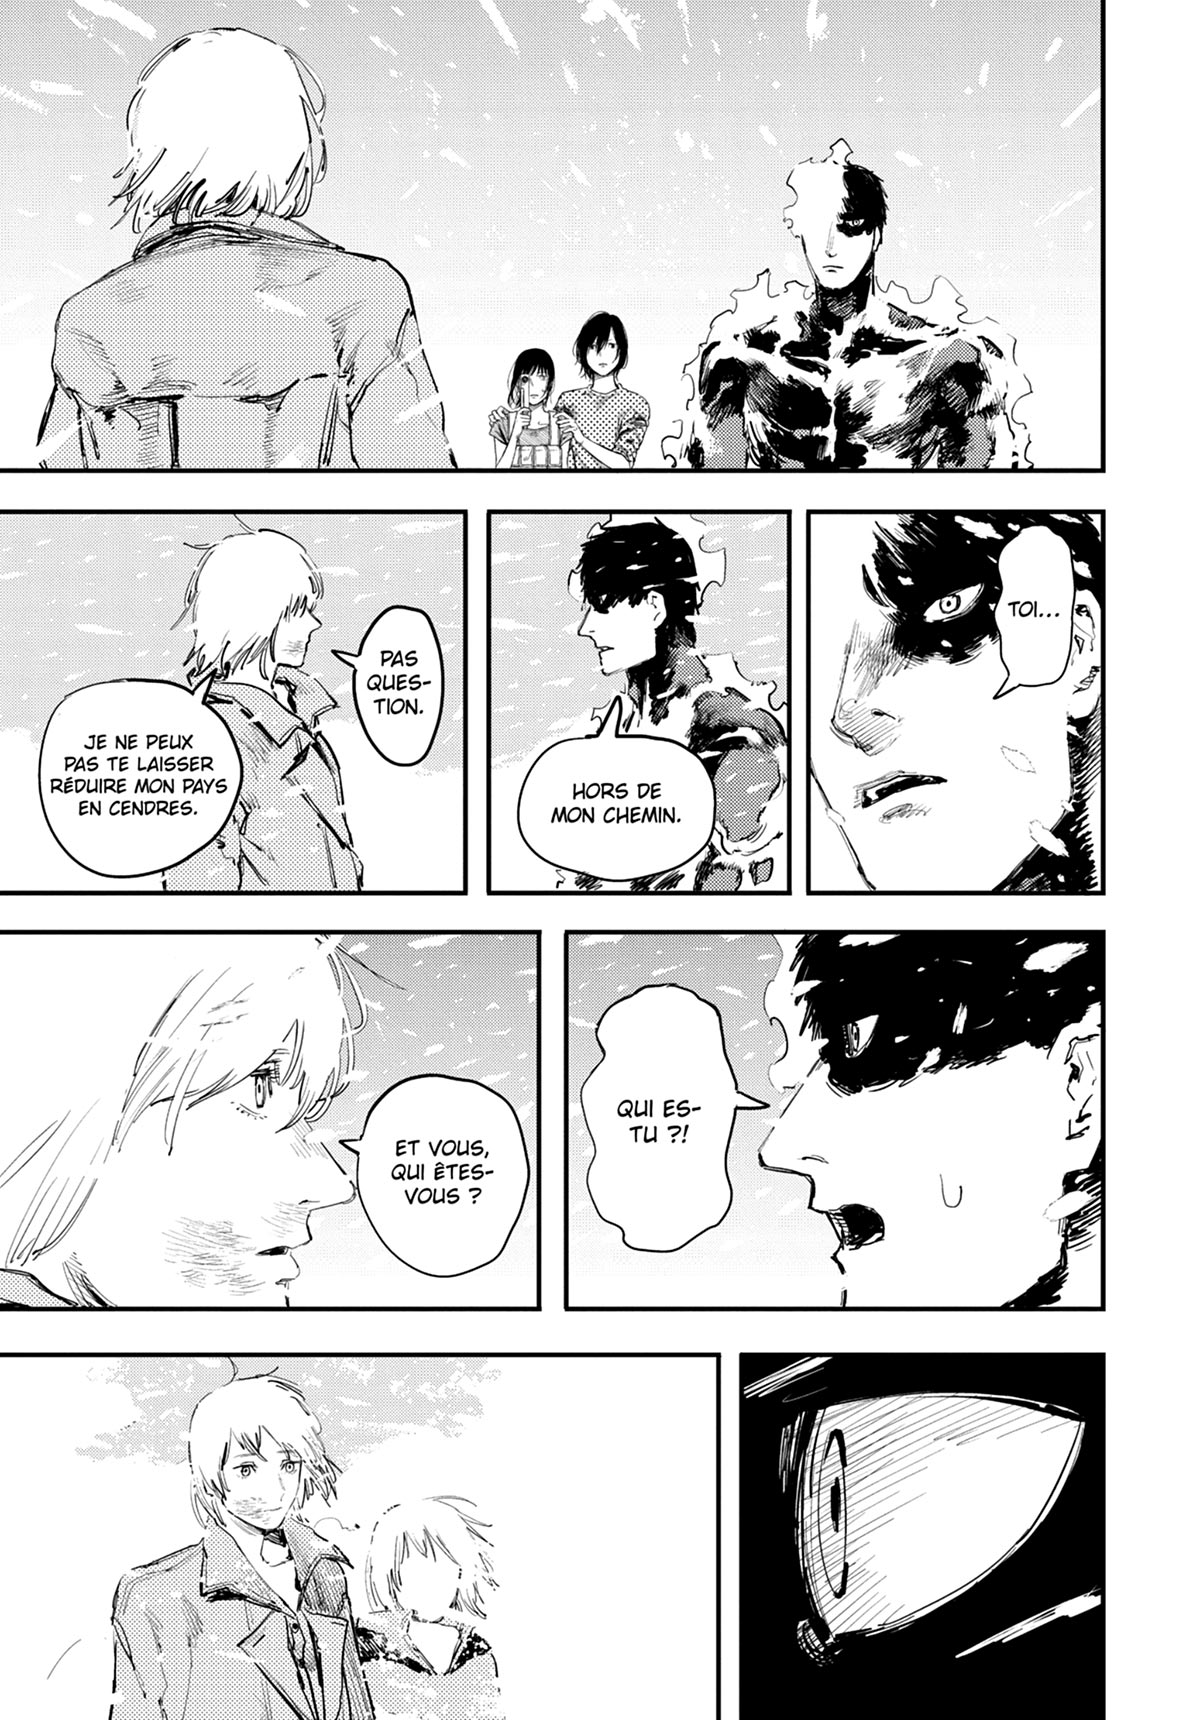 TOI...
HORS DE
MON CHEMIN.
PAS
QUES-
TION.
JE NE PEUX
PAS TE LAISSER
RÉDUIRE MON PAYS
EN CENDRES.
QUI ES-
TU ?!
ET VOUS,
QUI ÊTES-
VOUS ?